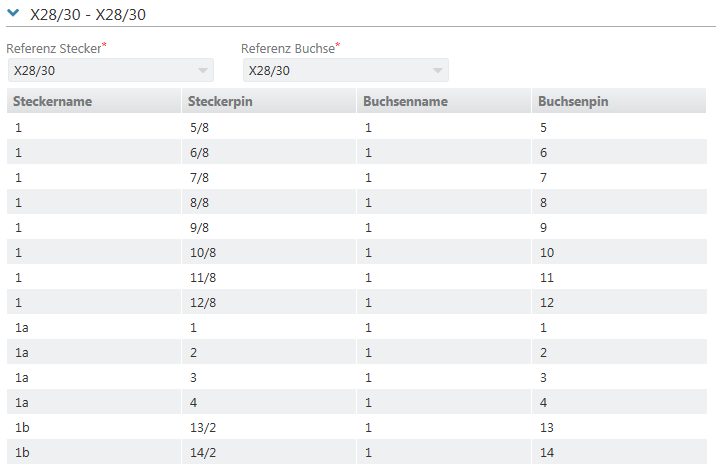 X28/30 - X28/30
Referenz Stecker* Referenz Buchse*
X28/30 X28/30
Steckername Steckerpin Buchsenname Buchsenpin
1 5/8 1 5
1 6/8 1 6
1 7/8 1 7
1 8/8 1 8
1 9/8 1 9
1 10/8 1 10
1 11/8 1 11
1 12/8 1 12
1a 1 1 1
1a 2 1 2
1a 3 1 3
1a 4 1 4
1b 13/2 1 13
1b 14/2 1 14